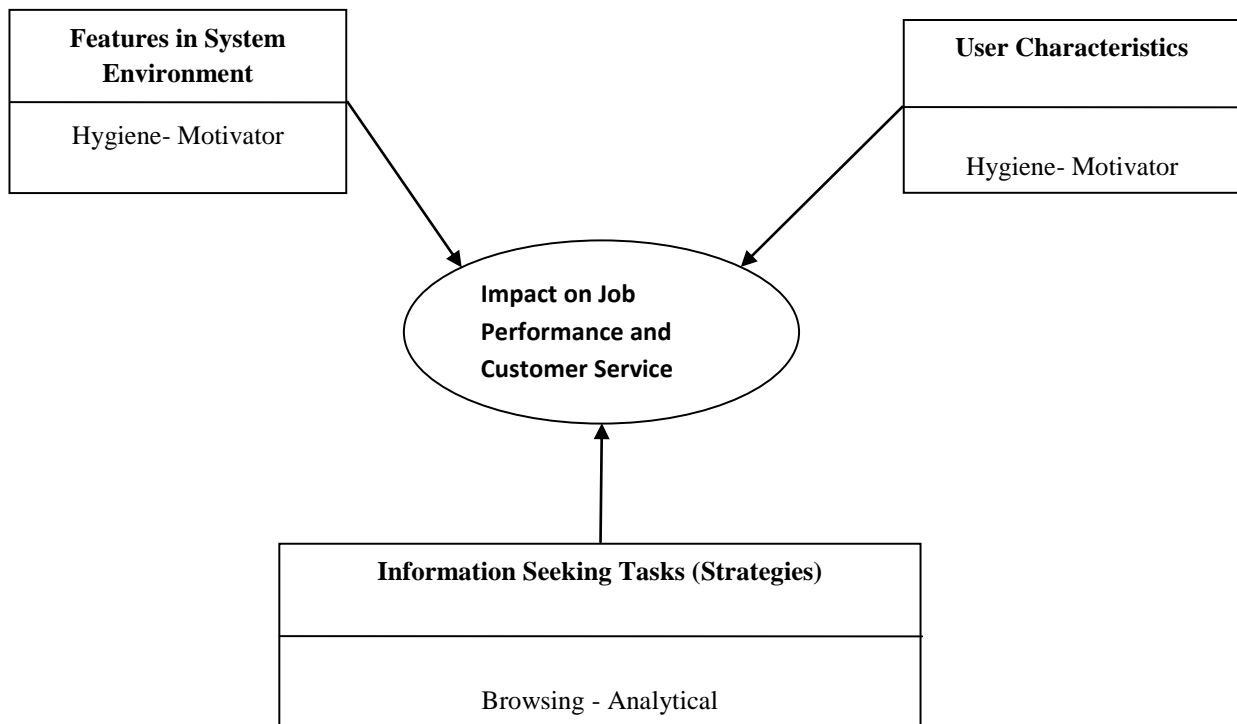 Features in System
Environment
Hygiene- Motivator
User Characteristics
Hygiene- Motivator
Impact on Job
Performance and
Customer Service
Information Seeking Tasks (Strategies)
Browsing - Analytical